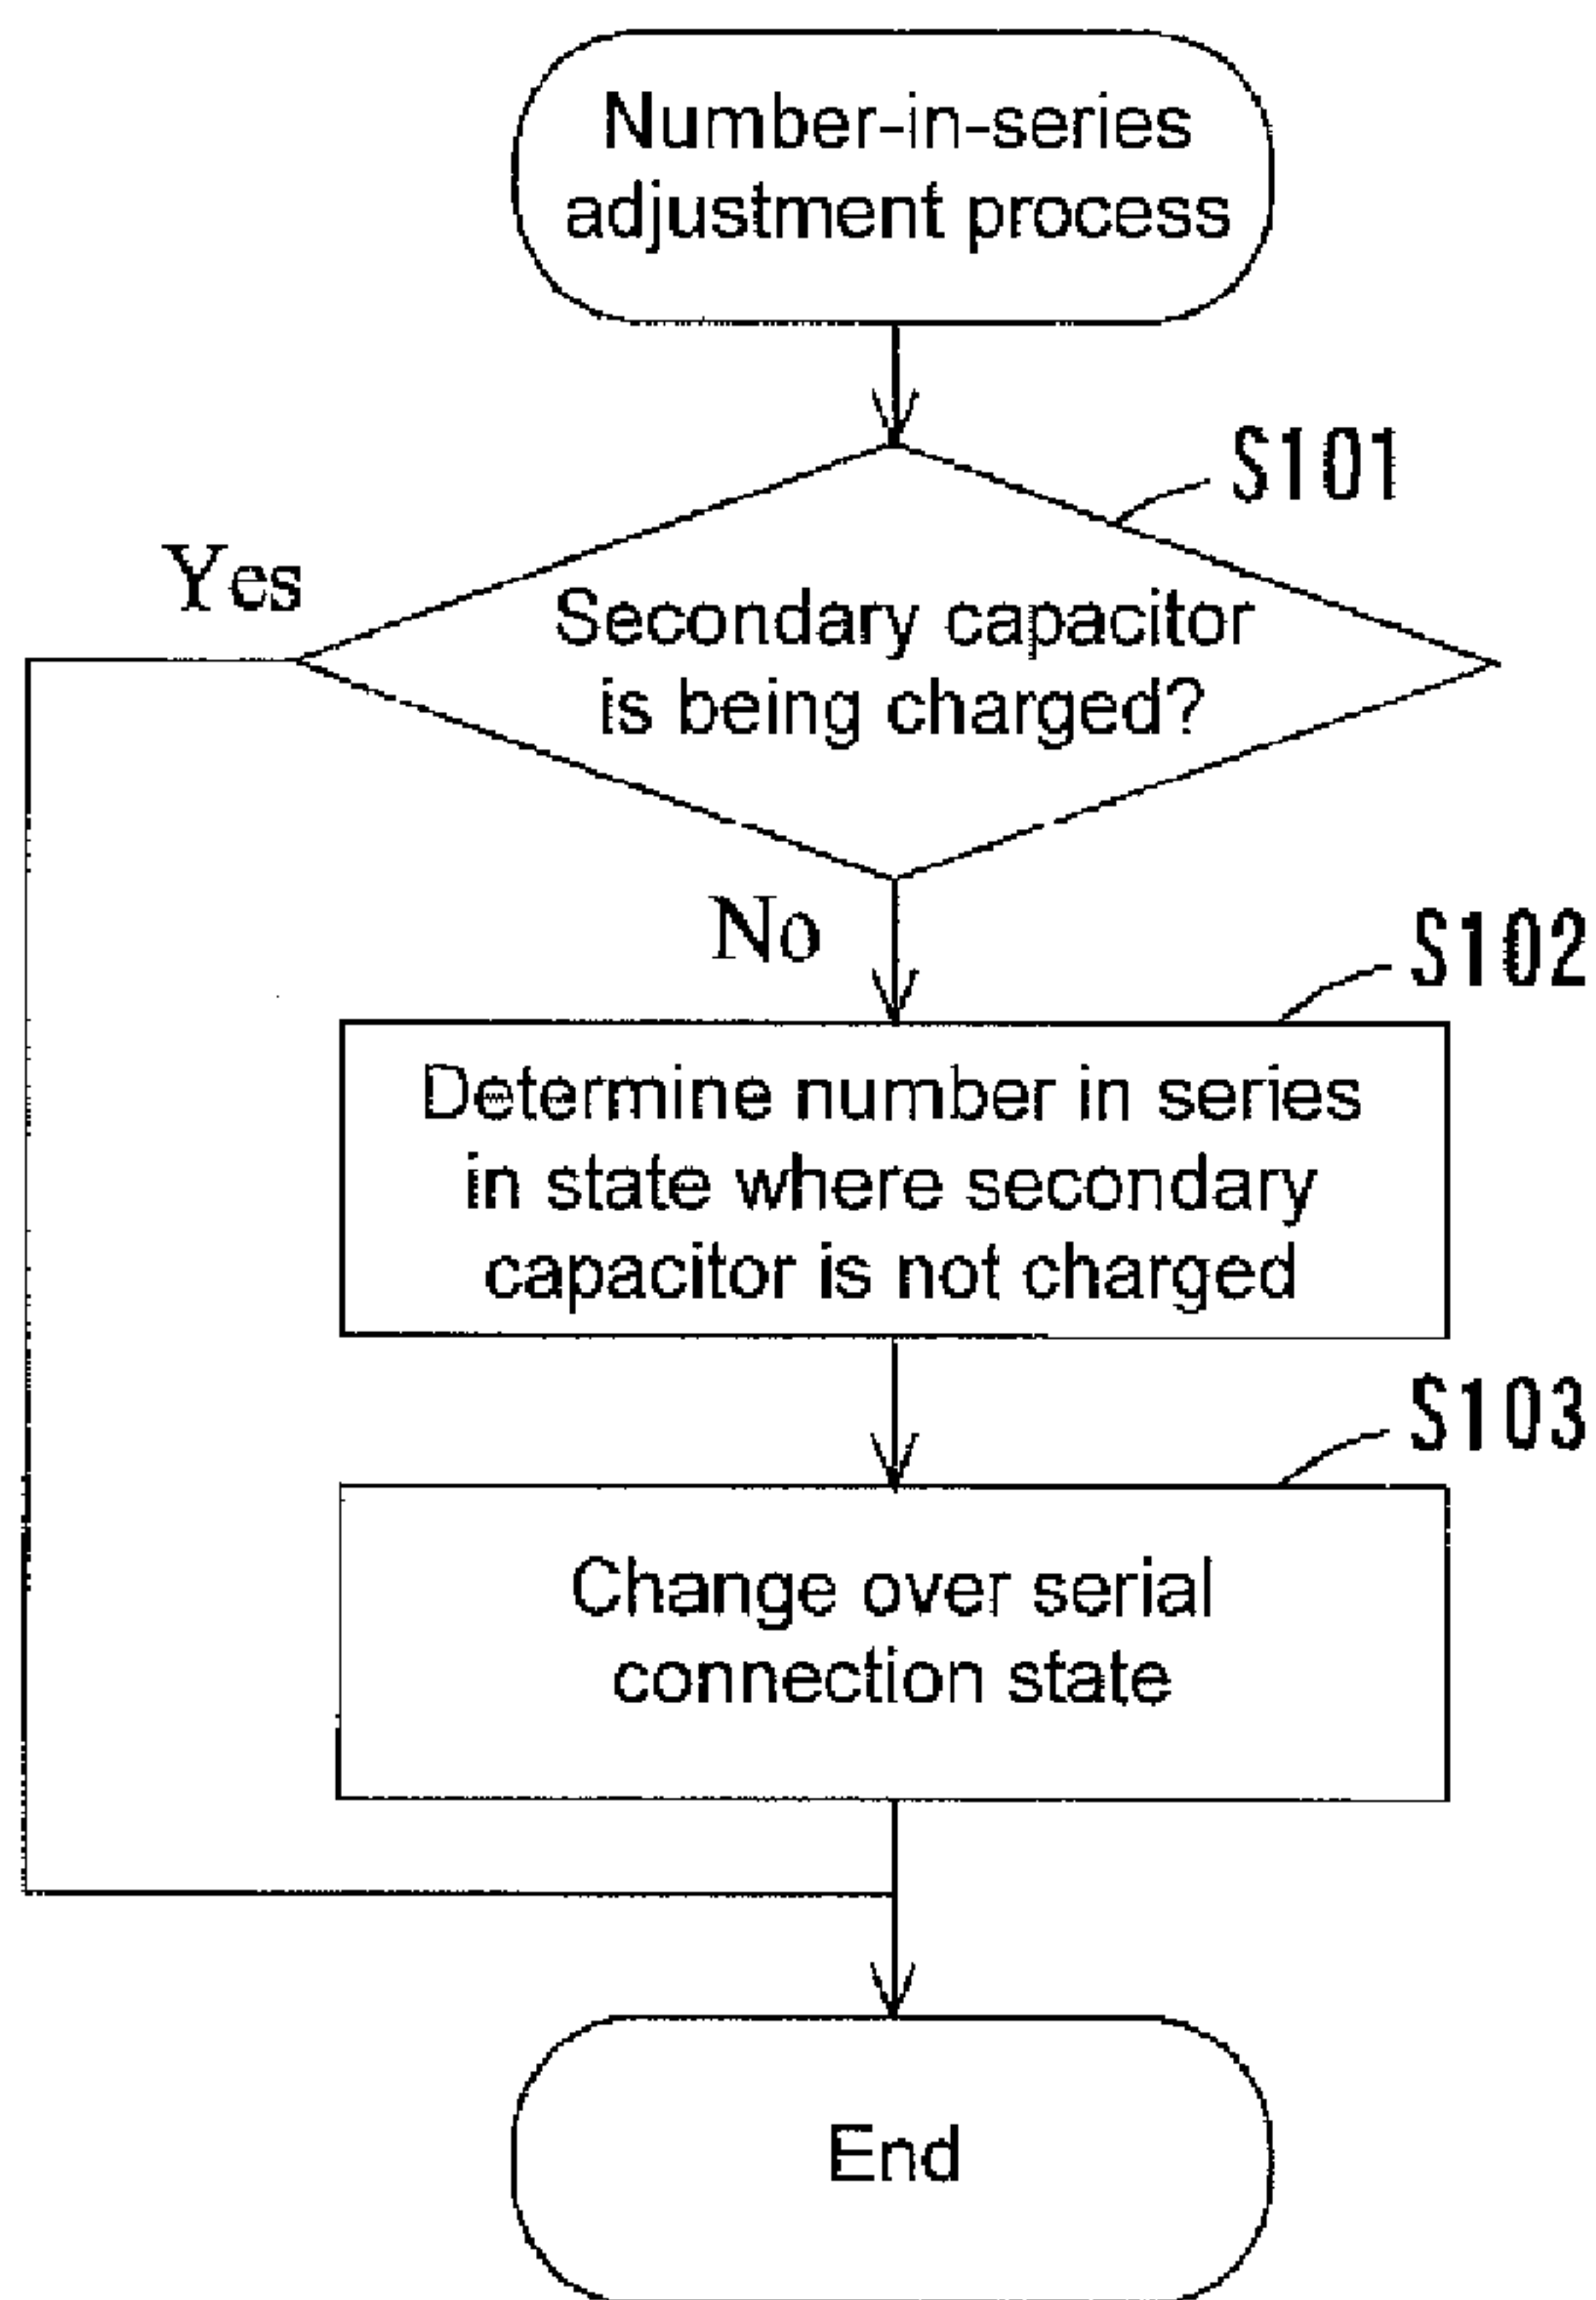 Number-in-series
adjustment process
S101
Yes
Secondary capacitor
is being charged?
No
S102
Determine number in series
in state where secondary
capacitor is not charged
S103
Change over serial
connection state
End